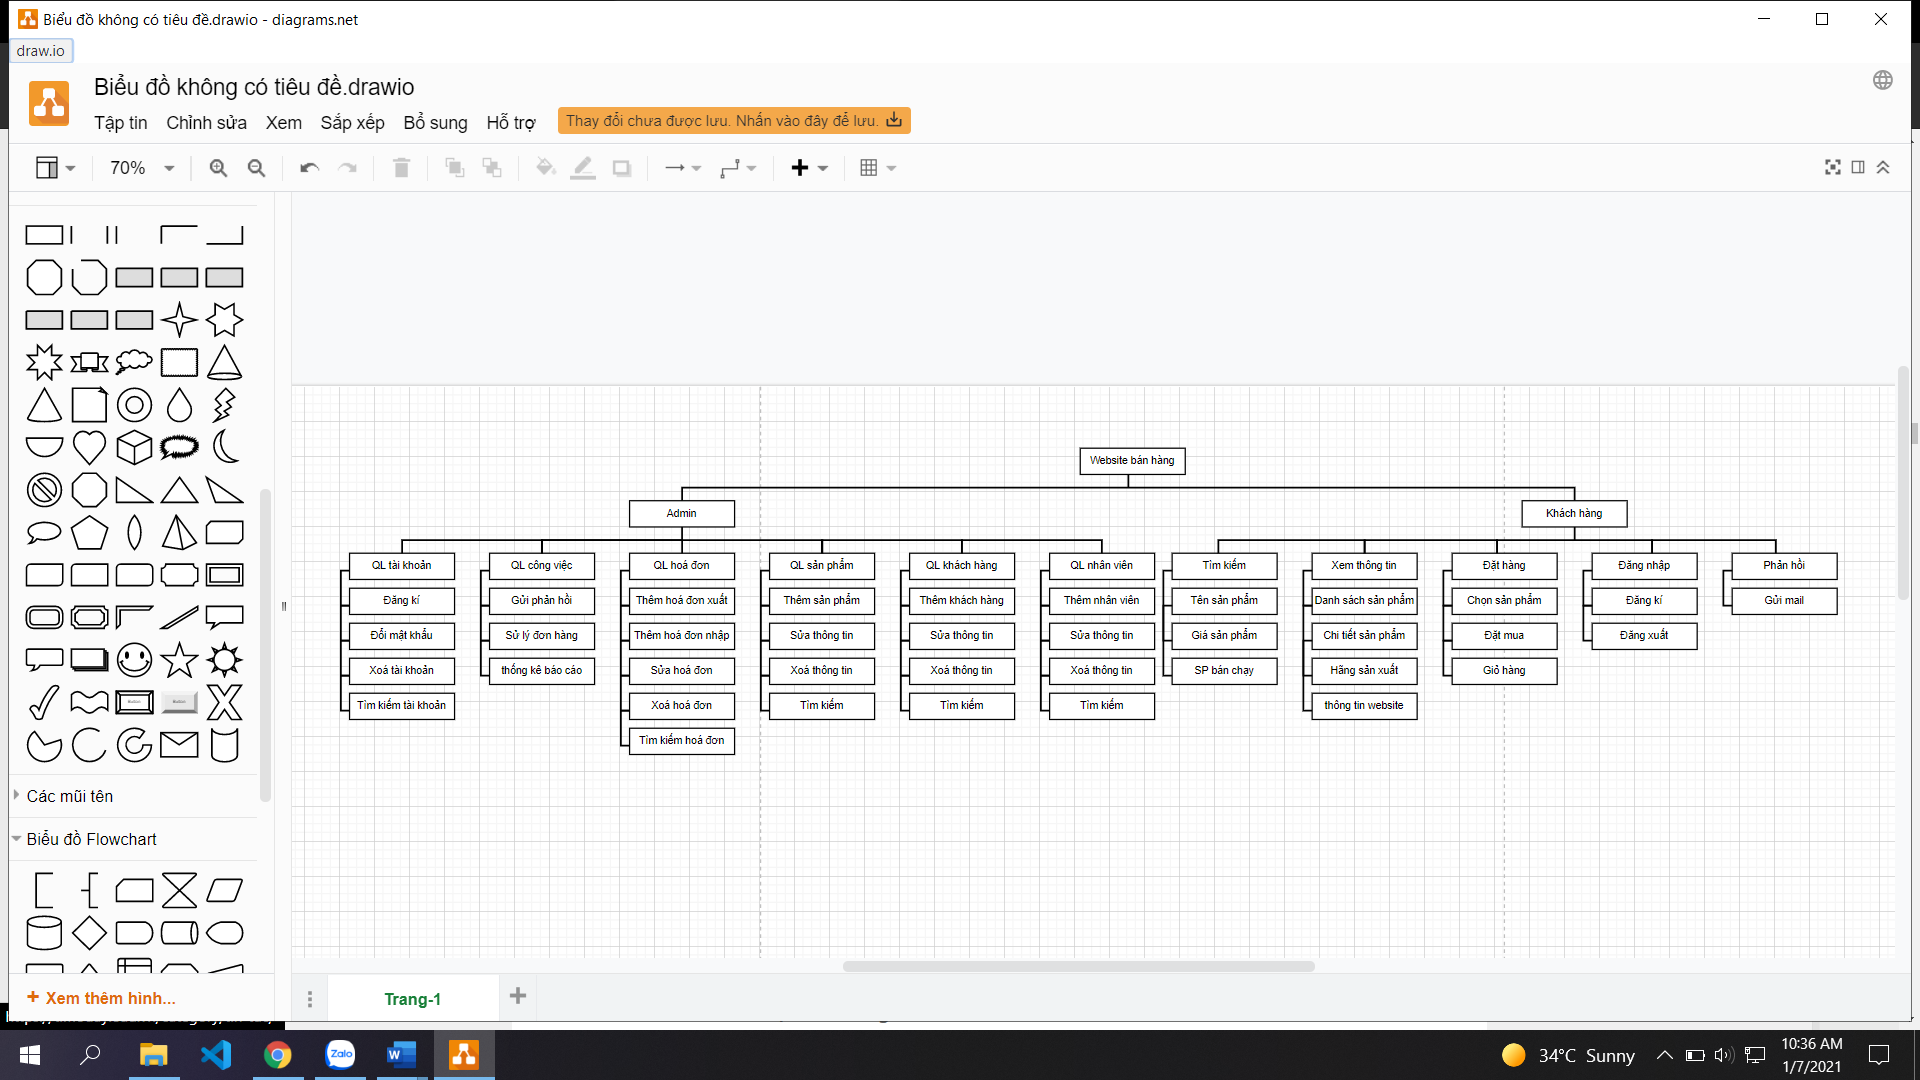 Biểu đồ không có tiêu đề.drawio - diagrams.net
draw.io
Biểu đồ không có tiêu đề.drawio
Tập tin Chỉnh sửa Xem Sắp xếp Bổ sung Hỗ trợ Thay đổi chưa được lưu. Nhấn vào đây để lưu.
70%
Website bán hàng
Admin Khách hàng
QL tài khoản QL công việc QL hoá đơn QL sản phẩm QL khách hàng QL nhân viên Tìm kiếm Xem thông tin Đặt hàng Đăng nhập Phản hồi
Đăng kí Gửi phản hồi Thêm hoá đơn xuất Thêm sản phẩm Thêm khách hàng Thêm nhân viên Tên sản phẩm Danh sách sản phẩm Chọn sản phẩm Đăng kí Gửi mail
Đổi mật khẩu Sử lý đơn hàng Thêm hoá đơn nhập Sửa thông tin Sửa thông tin Sửa thông tin Giá sản phẩm Chi tiết sản phẩm Đặt mua Đăng xuất
Xoá tài khoản thống kê báo cáo Sửa hoá đơn Xoá thông tin Xoá thông tin Xoá thông tin SP bán chạy Hãng sản xuất Giỏ hàng
Tìm kiếm tài khoản Xoá hoá đơn Tìm kiếm Tìm kiếm Tìm kiếm thông tin website
Tìm kiếm hoá đơn
Các mũi tên
Biểu đồ Flowchart
+ Xem thêm hình...
Trang-1
Zalo
34°C Sunny
10:36 AM
1/7/2021